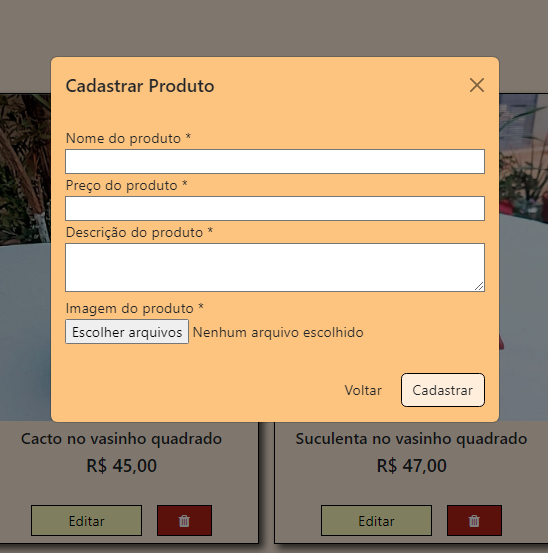 Cadastrar Produto
Nome do produto *
Preço do produto *
Descrição do produto *
Imagem do produto *
Escolher arquivos Nenhum arquivo escolhido
Voltar Cadastrar
Cacto no vasinho quadrado
R$ 45,00
Editar
Suculenta no vasinho quadrado
R$ 47,00
Editar